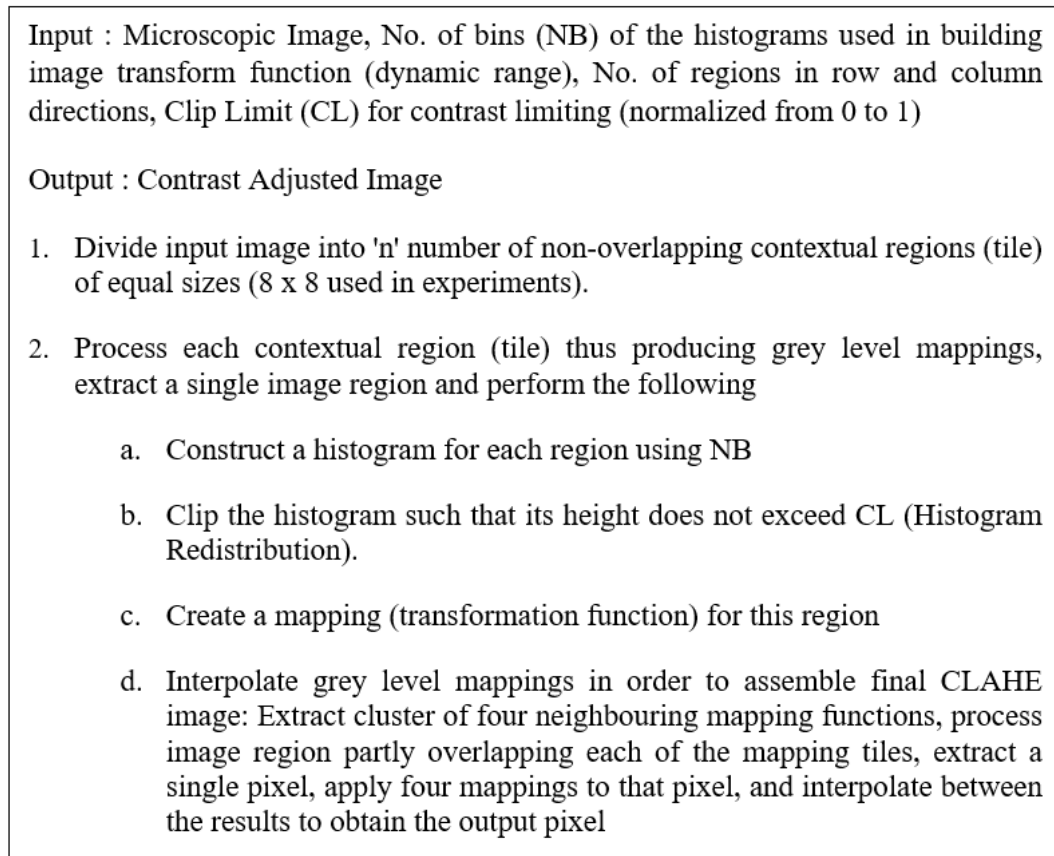 Input : Microscopic Image, No. of bins (NB) of the histograms used in building
image transform function (dynamic range), No. of regions in row and column
directions, Clip Limit (CL) for contrast limiting (normalized from 0 to 1)
Output : Contrast Adjusted Image
1. Divide input image into 'n' number of non-overlapping contextual regions (tile)
of equal sizes (8 x 8 used in experiments).
2. Process each contextual region (tile) thus producing grey level mappings,
extract a single image region and perform the following
a. Construct a histogram for each region using NB
b. Clip the histogram such that its height does not exceed CL (Histogram
Redistribution).
c. Create a mapping (transformation function) for this region
d. Interpolate grey level mappings in order to assemble final CLAHE
image: Extract cluster of four neighbouring mapping functions, process
image region partly overlapping each of the mapping tiles, extract a
single pixel, apply four mappings to that pixel, and interpolate between
the results to obtain the output pixel